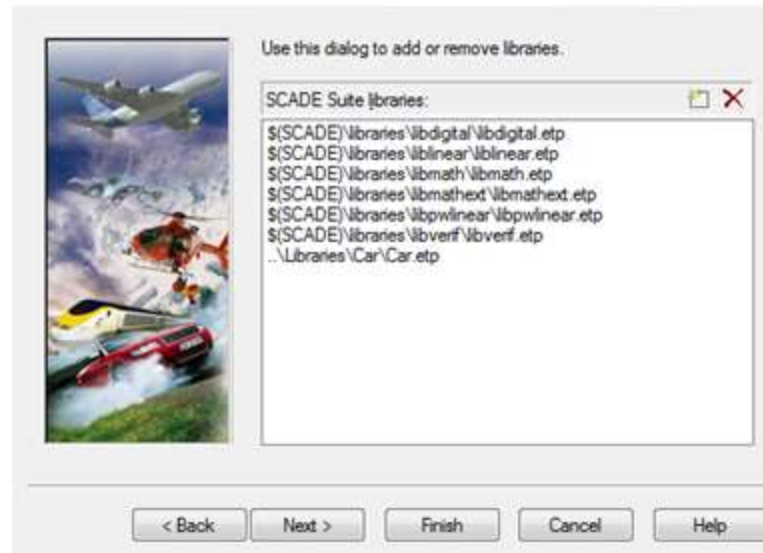 Use this dialog to add or remove libraries.
SCADE Suite libraries:
$(SCADE)\libraries\libdigital\libdigital.etp
$(SCADE)\libraries\liblinear\liblinear.etp
$(SCADE)\libraries\libmath\libmath.etp
$(SCADE)\libraries\libmathext\libmathext.etp
$(SCADE)\libraries\libpwlinear\libpwlinear.etp
$(SCADE)\libraries\libverif\libverif.etp
..\Libraries\Car\Car.etp
< Back
Next >
Finish
Cancel
Help